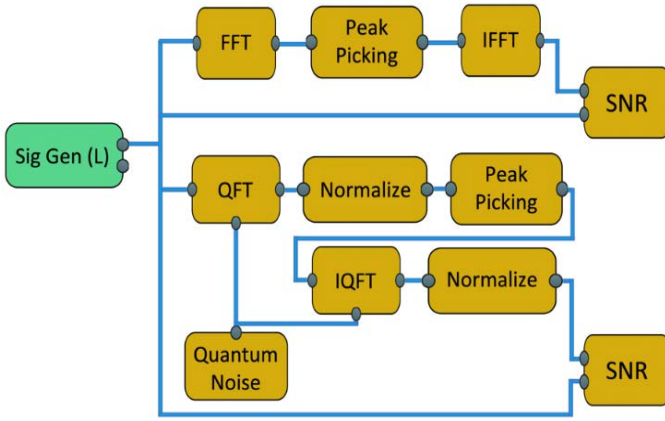 FFT
Peak
Picking
IFFT
SNR
Sig Gen (L)
QFT
Normalize
Peak
Picking
IQFT
Normalize
Quantum
Noise
SNR